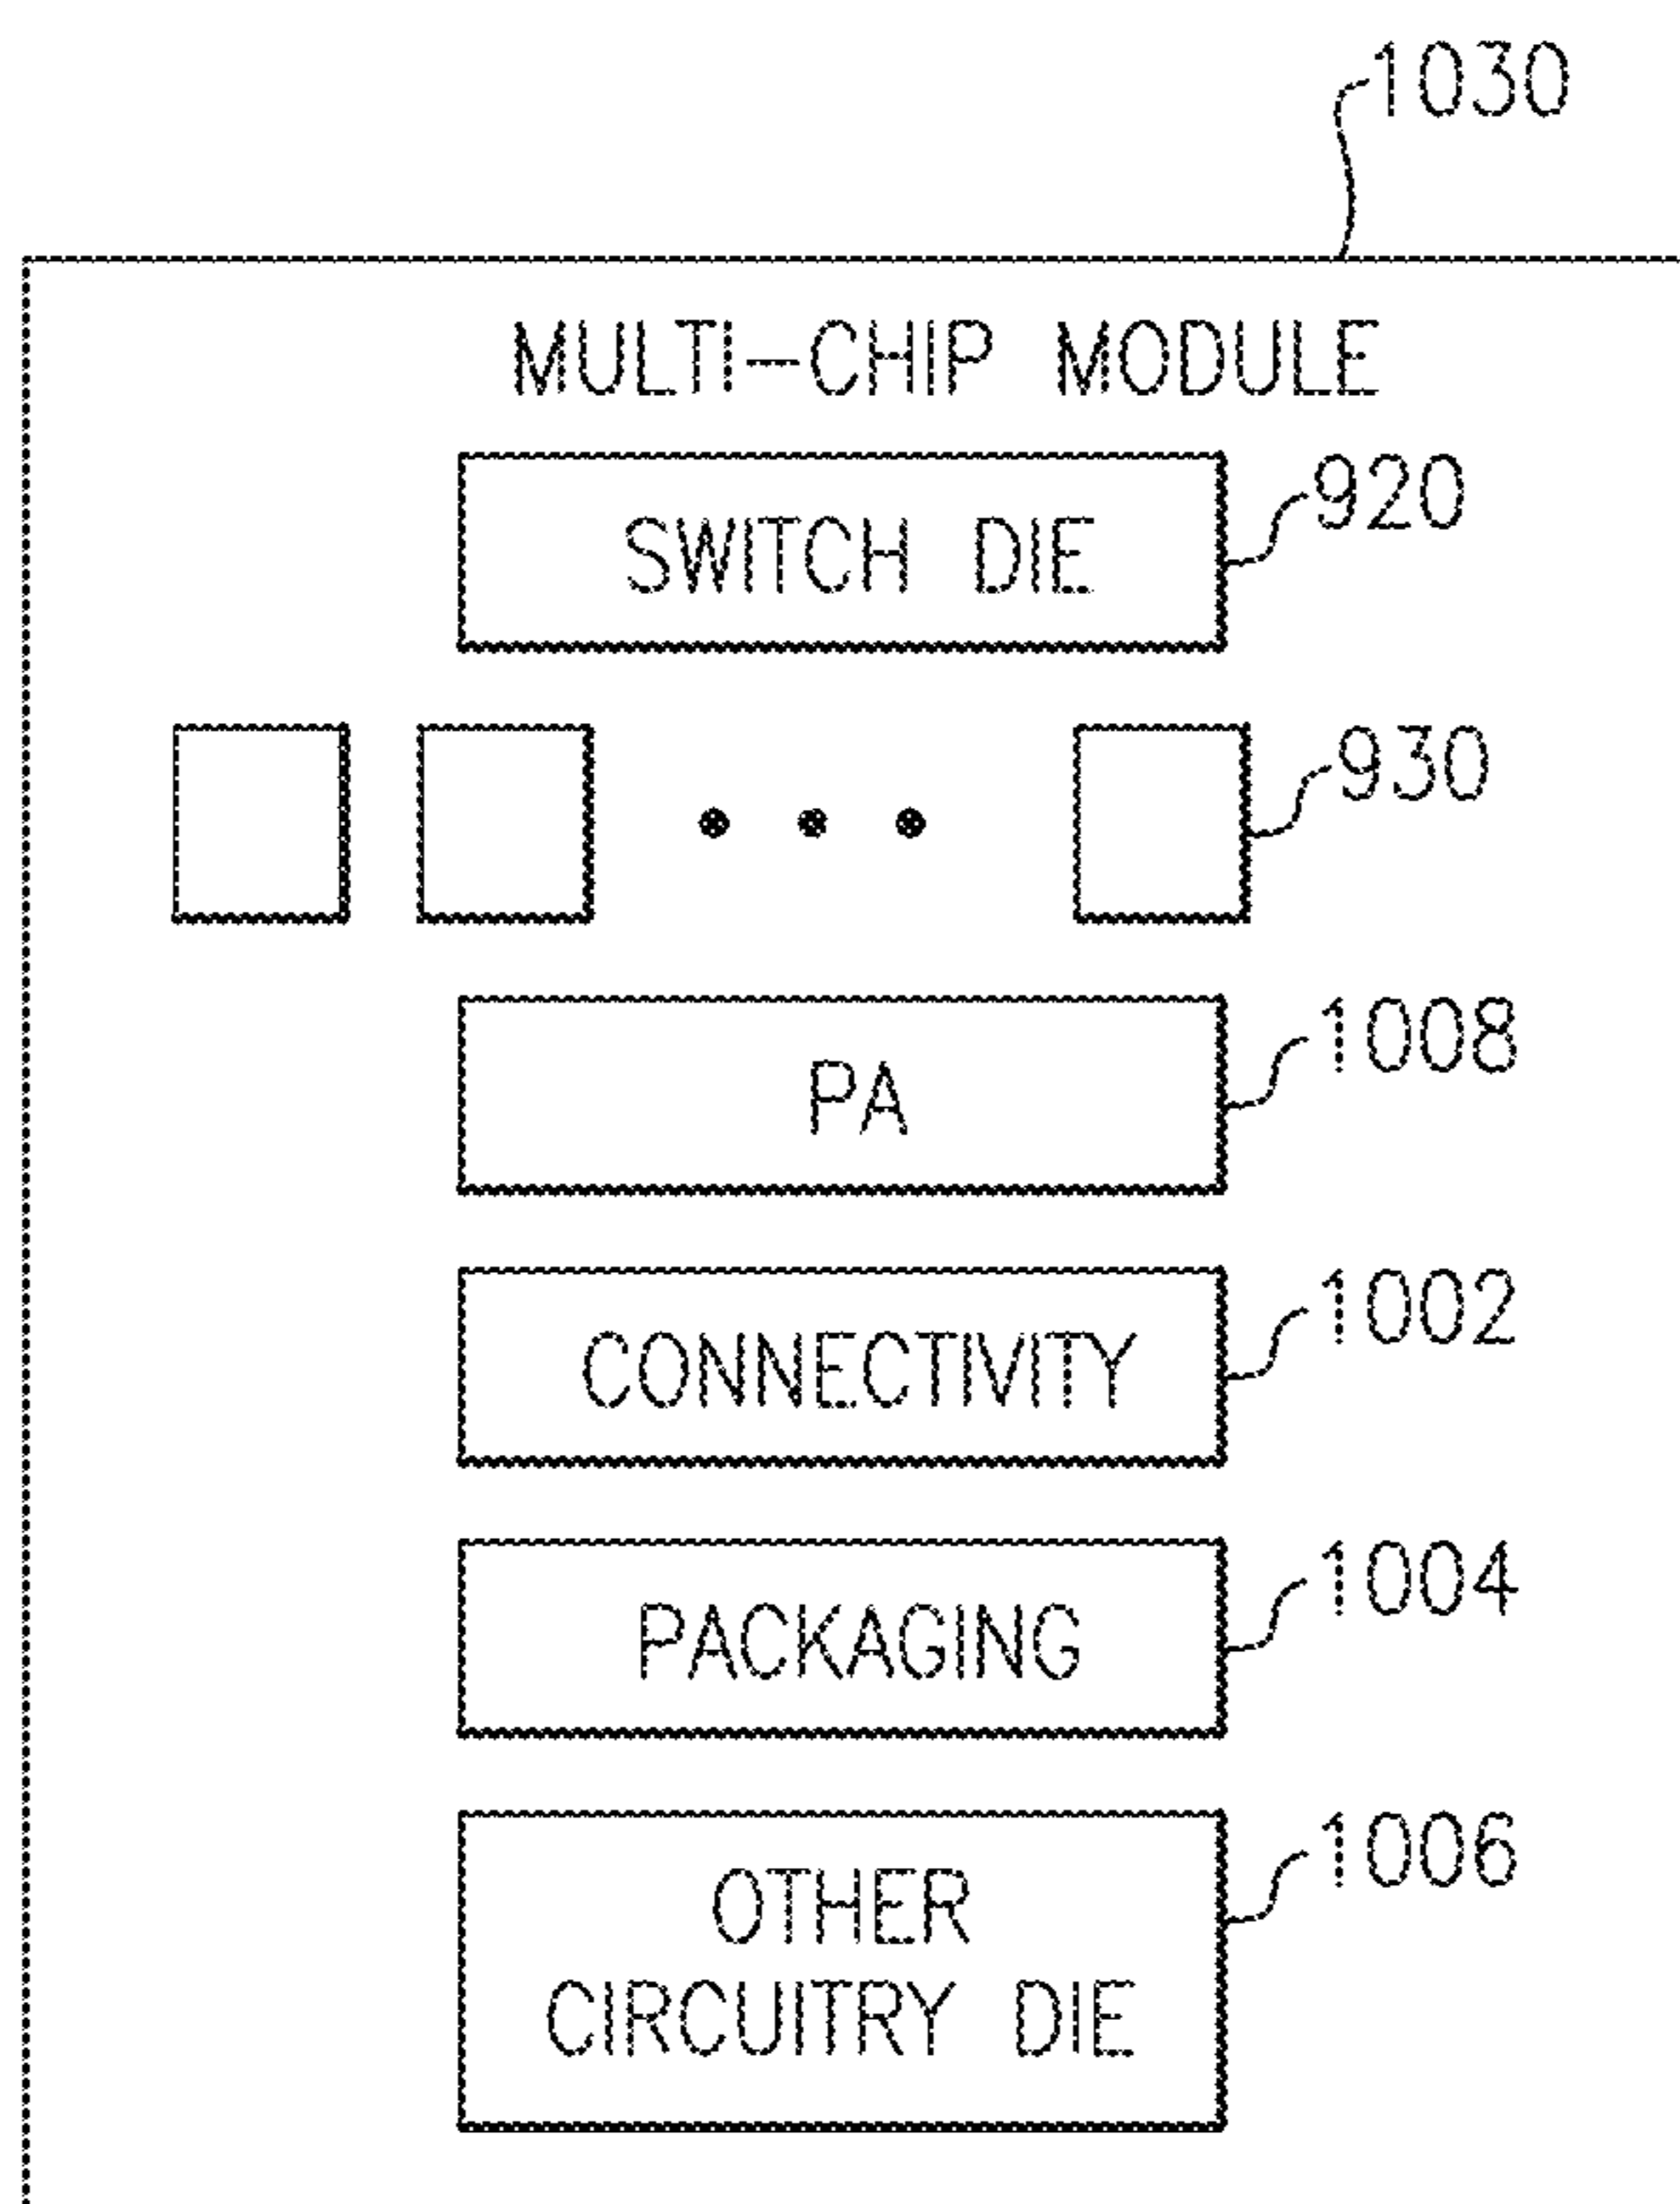 1030
MULTI-CHIP MODULE
920
SWITCH DIE
930
1008
PA
1002
CONNECTIVITY
1004
PACKAGING
1006
OTHER
CIRCUITRY DIE